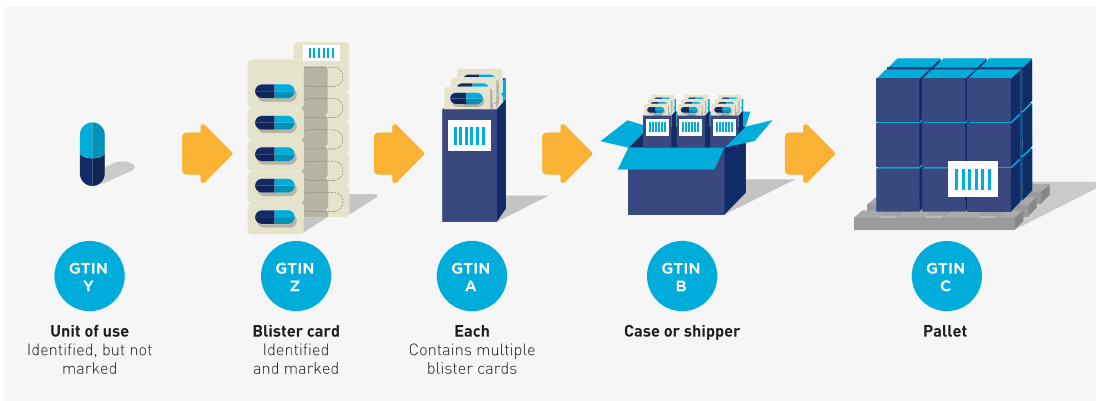 GTIN
Y
GTIN
Z
GTIN
A
GTIN
B
GTIN
C
Unit of use
Identified, but not
marked
Blister card
Identified
and marked
Each
Contains multiple
blister cards
Case or shipper
Pallet